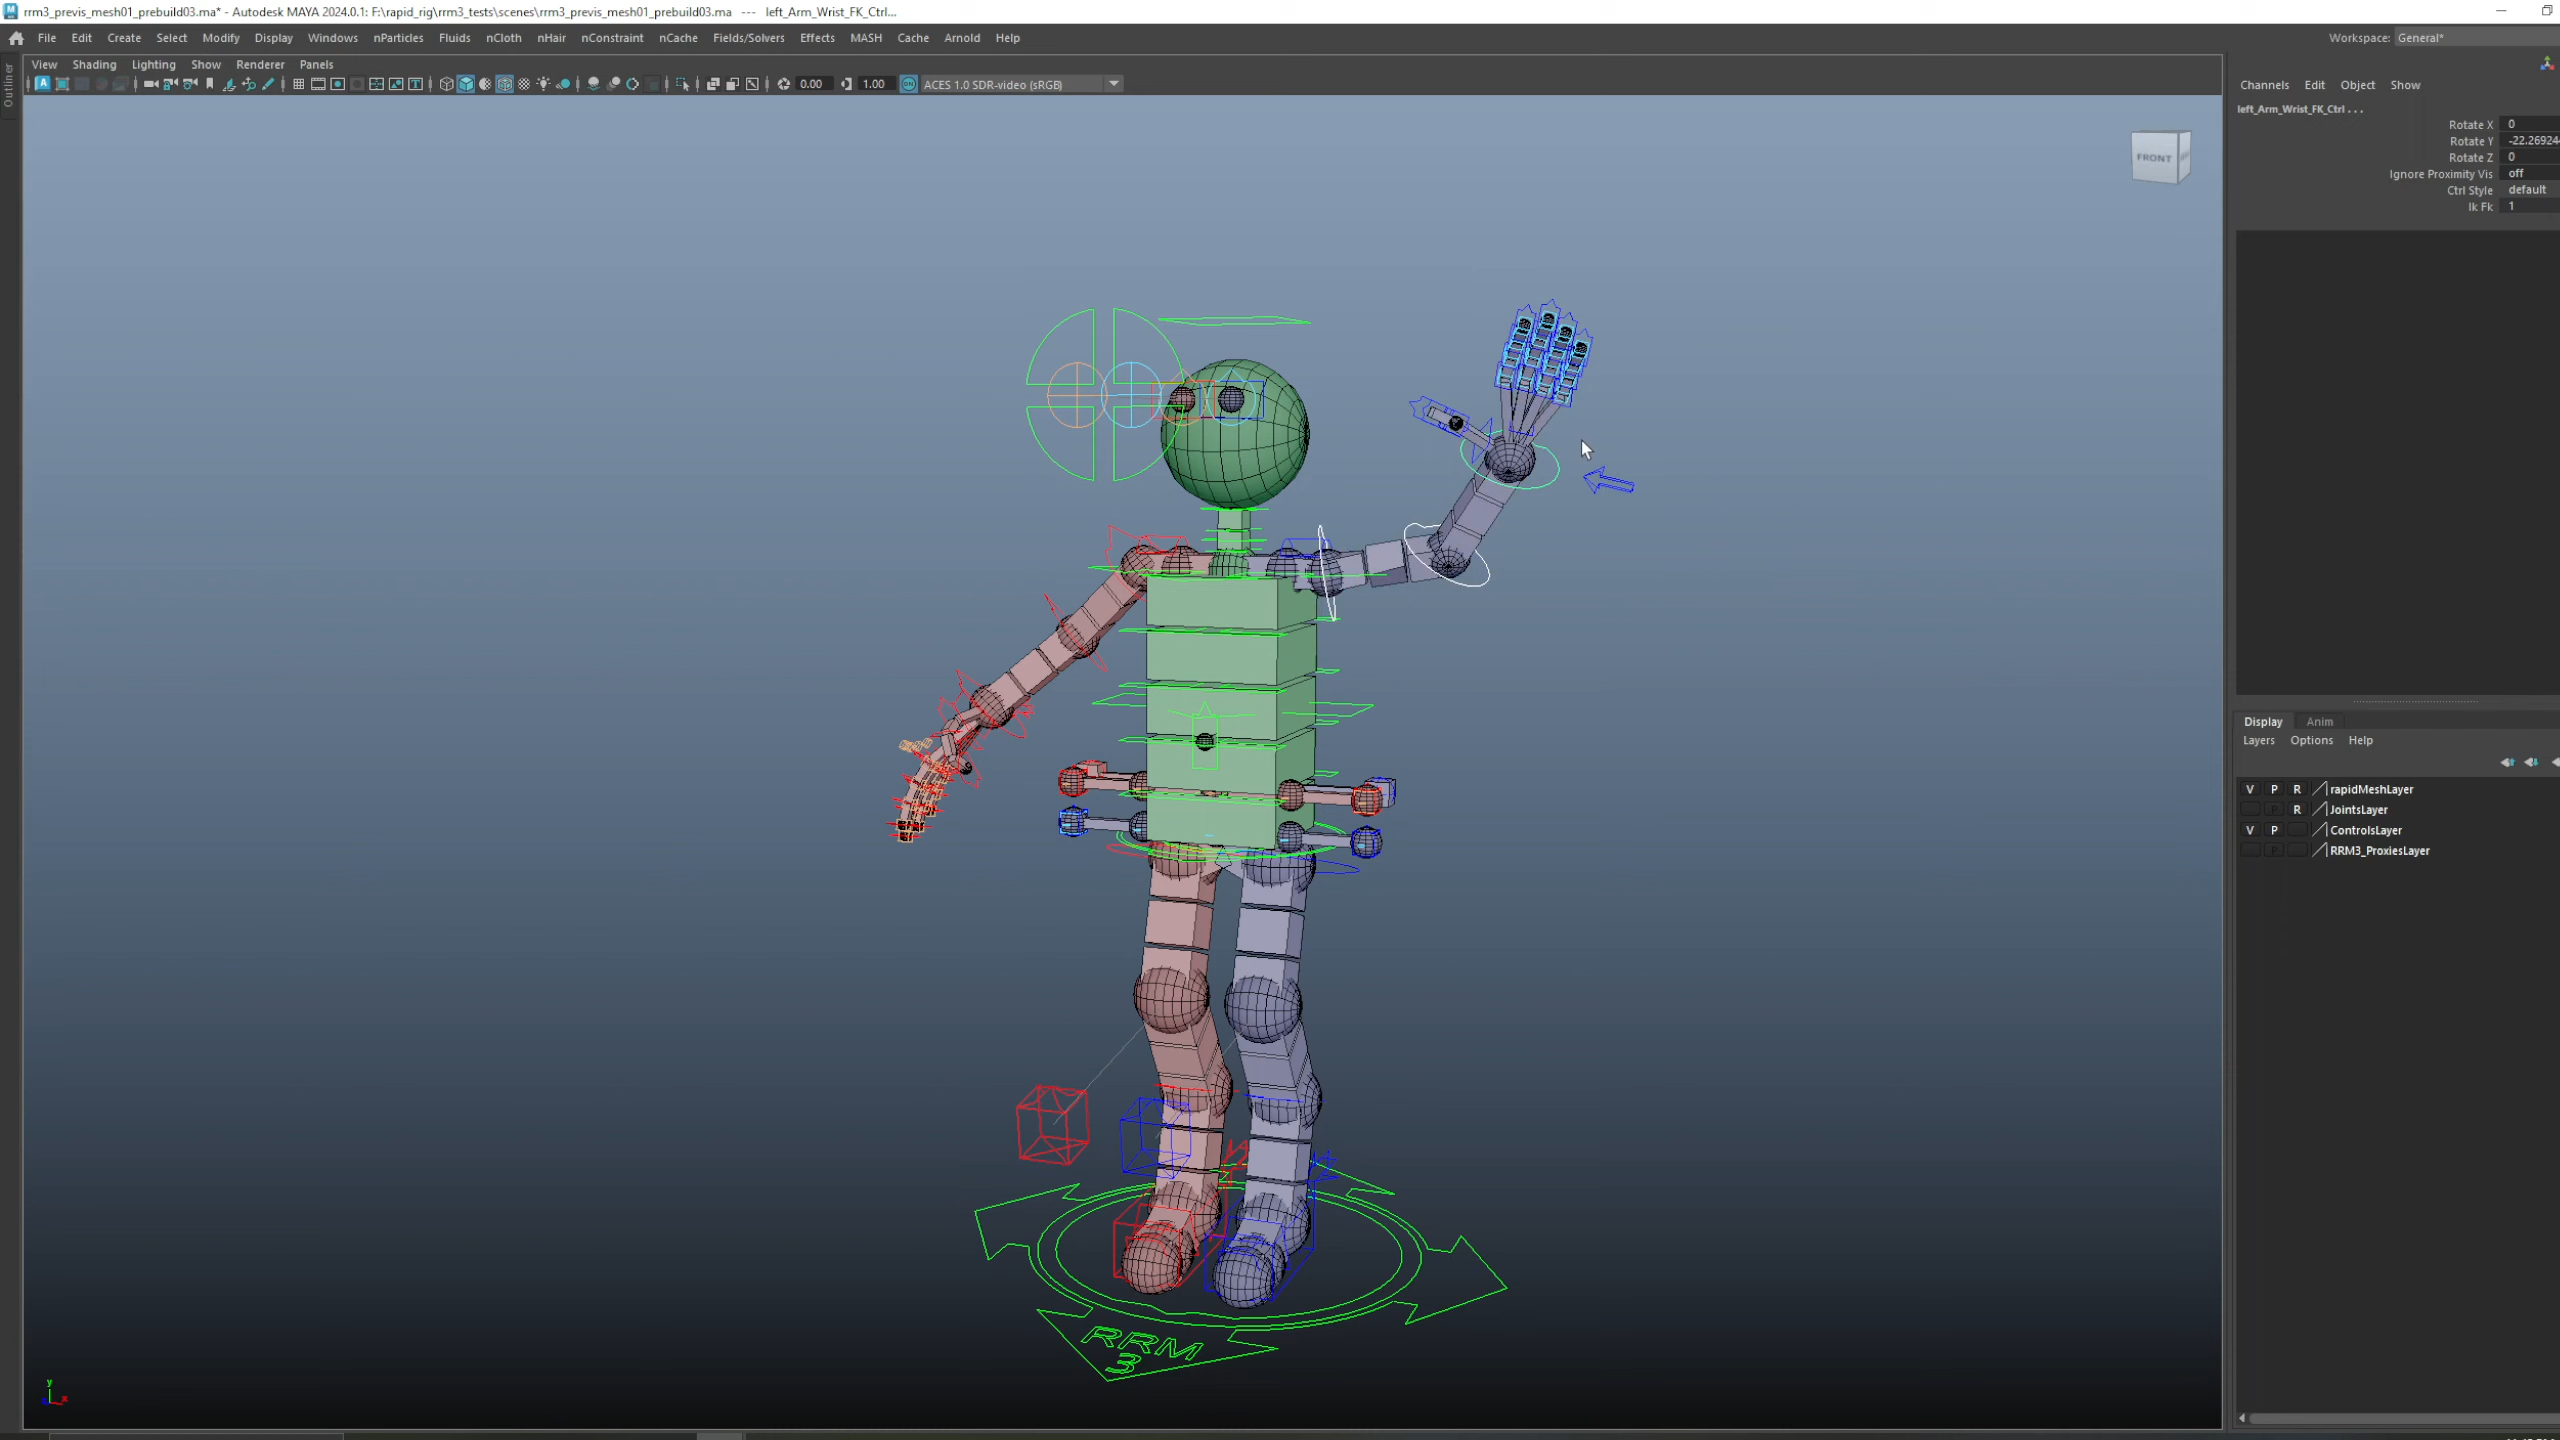 rrm3_previs_mesh01_prebuild03.ma* - Autodesk MAYA 2024.0.1: F:\rapid_rig\rrm3_tests\scenes\rrm3_previs_mesh01_prebuild03.ma --- left_Arm_Wrist_FK_Ctrl...
File Edit Create Select Modify Display Windows nParticles Fluids nCloth nHair nConstraint nCache Fields/Solvers Effects MASH Cache Arnold Help
Workspace: General*
Outliner
View Shading Lighting Show Renderer Panels
0.00 1.00 ACES 1.0 SDR-video (sRGB)
Channels Edit Object Show
left_Arm_Wrist_FK_Ctrl . . .
Rotate X 0
Rotate Y -22.26924
Rotate Z 0
Ignore Proximity Vis off
Ctrl Style default
Ik Fk 1
FRONT
Display Anim
Layers Options Help
V P R rapidMeshLayer
P R JointsLayer
V P ControlsLayer
P RRM3_ProxiesLayer
RRM
3
y
x